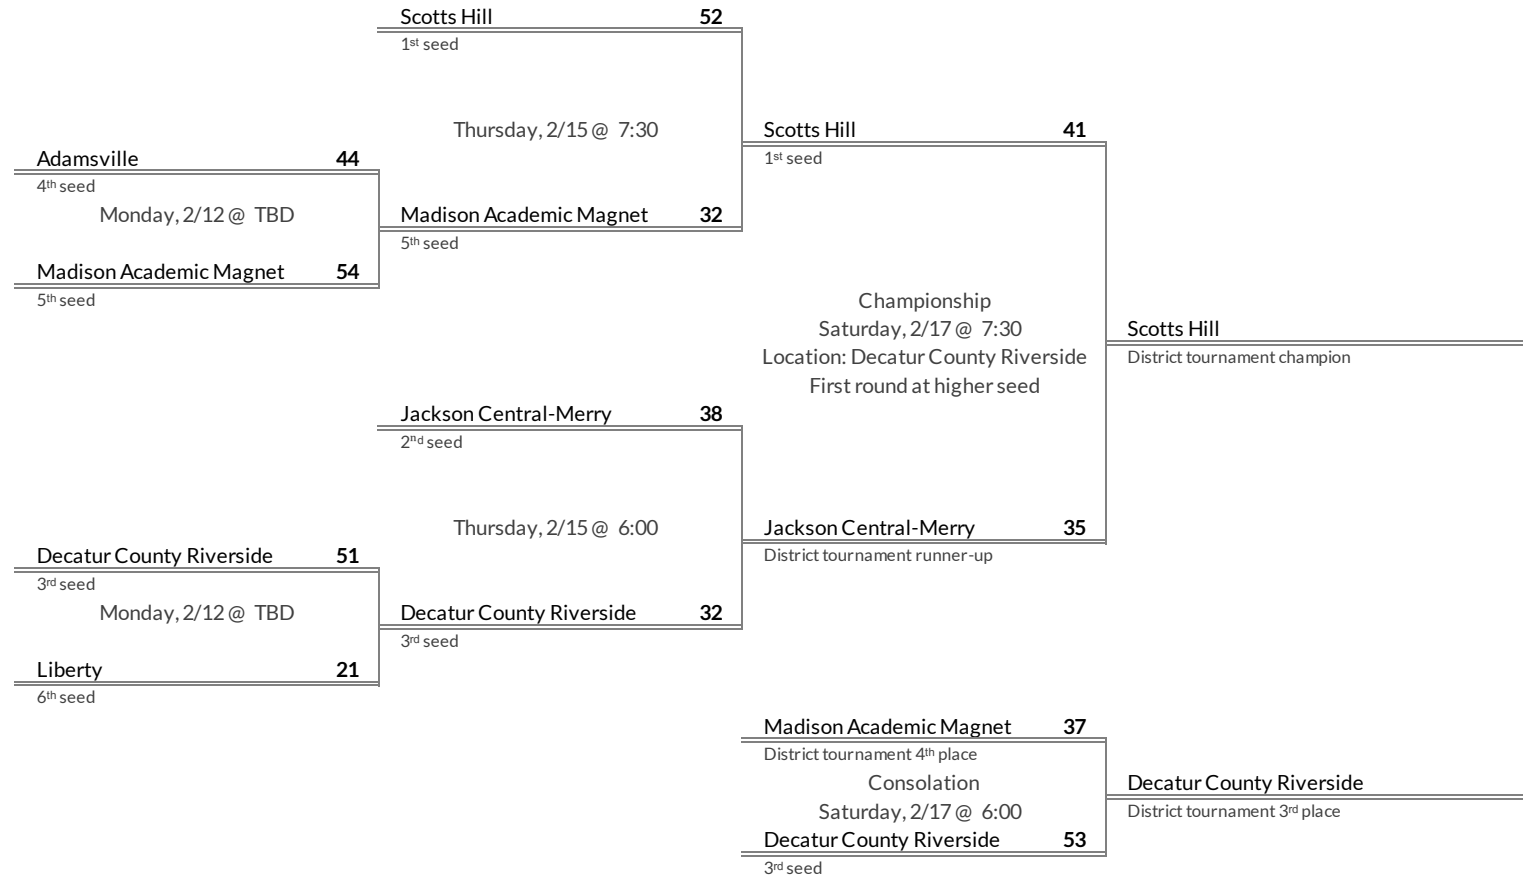 Scotts Hill 52
1st seed
Thursday, 2/15 @ 7:30
Scotts Hill 41
1st seed
Adamsville 44
4th seed
Monday, 2/12 @ TBD
Madison Academic Magnet 32
5th seed
Madison Academic Magnet 54
5th seed
Championship
Saturday, 2/17 @ 7:30
Location: Decatur County Riverside
First round at higher seed
Scotts Hill
District tournament champion
Jackson Central-Merry 38
2nd seed
Thursday, 2/15 @ 6:00
Jackson Central-Merry 35
District tournament runner-up
Decatur County Riverside 51
3rd seed
Monday, 2/12 @ TBD
Decatur County Riverside 32
3rd seed
Liberty 21
6th seed
Madison Academic Magnet 37
District tournament 4th place
Consolation
Saturday, 2/17 @ 6:00
Decatur County Riverside 53
3rd seed
Decatur County Riverside
District tournament 3rd place